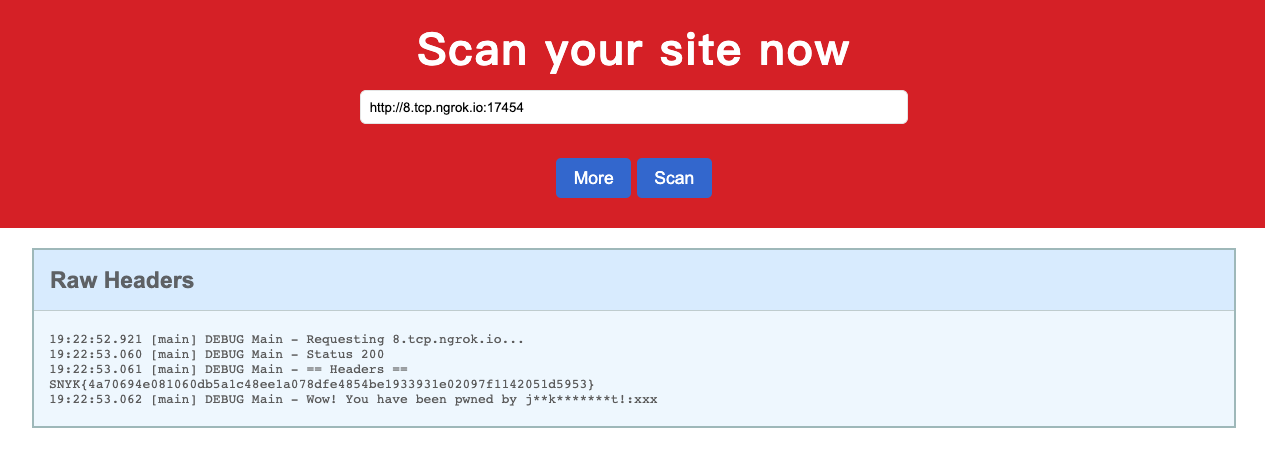 Scan your site now
http://8.tcp.ngrok.io:17454
More Scan
Raw Headers
19:22:52.921 [main] DEBUG Main - Requesting 8.tcp.ngrok.io...
19:22:53.060 [main] DEBUG Main - Status 200
19:22:53.061 [main] DEBUG Main - == Headers ==
SNYK{4a70694e081060db5a1c48ee1a078dfe4854be1933931e02097f1142051d5953}
19:22:53.062 [main] DEBUG Main - Wow! You have been pwned by j**k*******t!:xxx